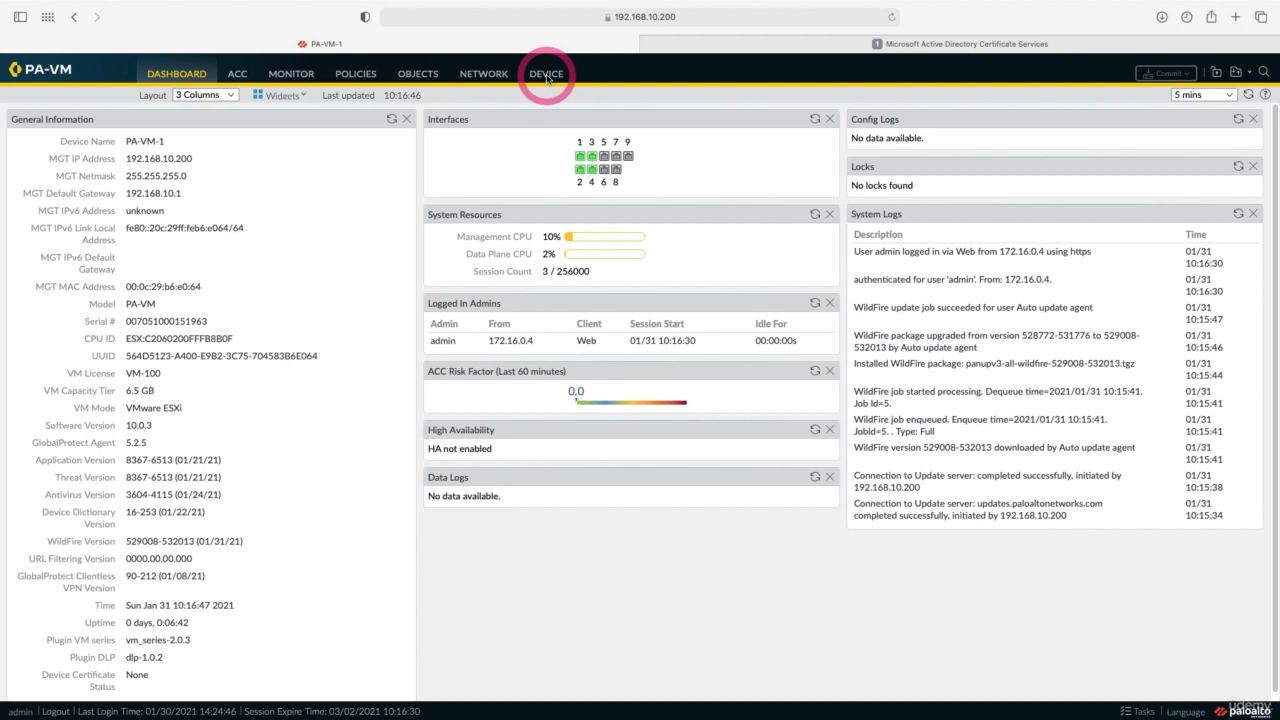 192.168.10.200
PA-VM-1
1 Microsoft Active Directory Certificate Services
PA-VM
DASHBOARD ACC MONITOR POLICIES OBJECTS NETWORK DEVICE
Commit
Layout 3 Columns Widgets Last updated 10:16:46
5 mins
General Information
Device Name PA-VM-1
MGT IP Address 192.168.10.200
MGT Netmask 255.255.255.0
MGT Default Gateway 192.168.10.1
MGT IPv6 Address unknown
MGT IPv6 Link Local fe80::20c:29ff:feb6:e064/64
Address
MGT IPv6 Default
Gateway
MGT MAC Address 00:0c:29:b6:e0:64
Model PA-VM
Serial # 007051000151963
CPU ID ESX:C2060200FFFB8B0F
UUID 564D5123-A400-E9B2-3C75-704583B6E064
VM License VM-100
VM Capacity Tier 6.5 GB
VM Mode VMware ESXi
Software Version 10.0.3
GlobalProtect Agent 5.2.5
Application Version 8367-6513 (01/21/21)
Threat Version 8367-6513 (01/21/21)
Antivirus Version 3604-4115 (01/24/21)
Device Dictionary 16-253 (01/22/21)
Version
WildFire Version 529008-532013 (01/31/21)
URL Filtering Version 0000.00.00.000
GlobalProtect Clientless 90-212 (01/08/21)
VPN Version
Time Sun Jan 31 10:16:47 2021
Uptime 0 days, 0:06:42
Plugin VM series vm_series-2.0.3
Plugin DLP dlp-1.0.2
Device Certificate None
Status
Interfaces
1 3 5 7 9
2 4 6 8
System Resources
Management CPU 10%
Data Plane CPU 2%
Session Count 3 / 256000
Logged In Admins
Admin From Client Session Start Idle For
admin 172.16.0.4 Web 01/31 10:16:30 00:00:00s
ACC Risk Factor (Last 60 minutes)
0.0
High Availability
HA not enabled
Data Logs
No data available.
Config Logs
No data available.
Locks
No locks found
System Logs
Description Time
User admin logged in via Web from 172.16.0.4 using https 01/31
10:16:30
authenticated for user 'admin'. From: 172.16.0.4. 01/31
10:16:30
WildFire update job succeeded for user Auto update agent 01/31
10:15:47
WildFire package upgraded from version 528772-531776 to 529008- 01/31
532013 by Auto update agent 10:15:46
Installed WildFire package: panupv3-all-wildfire-529008-532013.tgz 01/31
10:15:44
WildFire job started processing. Dequeue time=2021/01/31 10:15:41. 01/31
Job Id=5. 10:15:41
WildFire job enqueued. Enqueue time=2021/01/31 10:15:41. 01/31
JobId=5. . Type: Full 10:15:41
WildFire version 529008-532013 downloaded by Auto update agent 01/31
10:15:41
Connection to Update server: completed successfully, initiated by 01/31
192.168.10.200 10:15:38
Connection to Update server: updates.paloaltonetworks.com 01/31
completed successfully, initiated by 192.168.10.200 10:15:34
admin | Logout | Last Login Time: 01/30/2021 14:24:46 | Session Expire Time: 03/02/2021 10:16:30
Tasks | Language paloalto
udemy